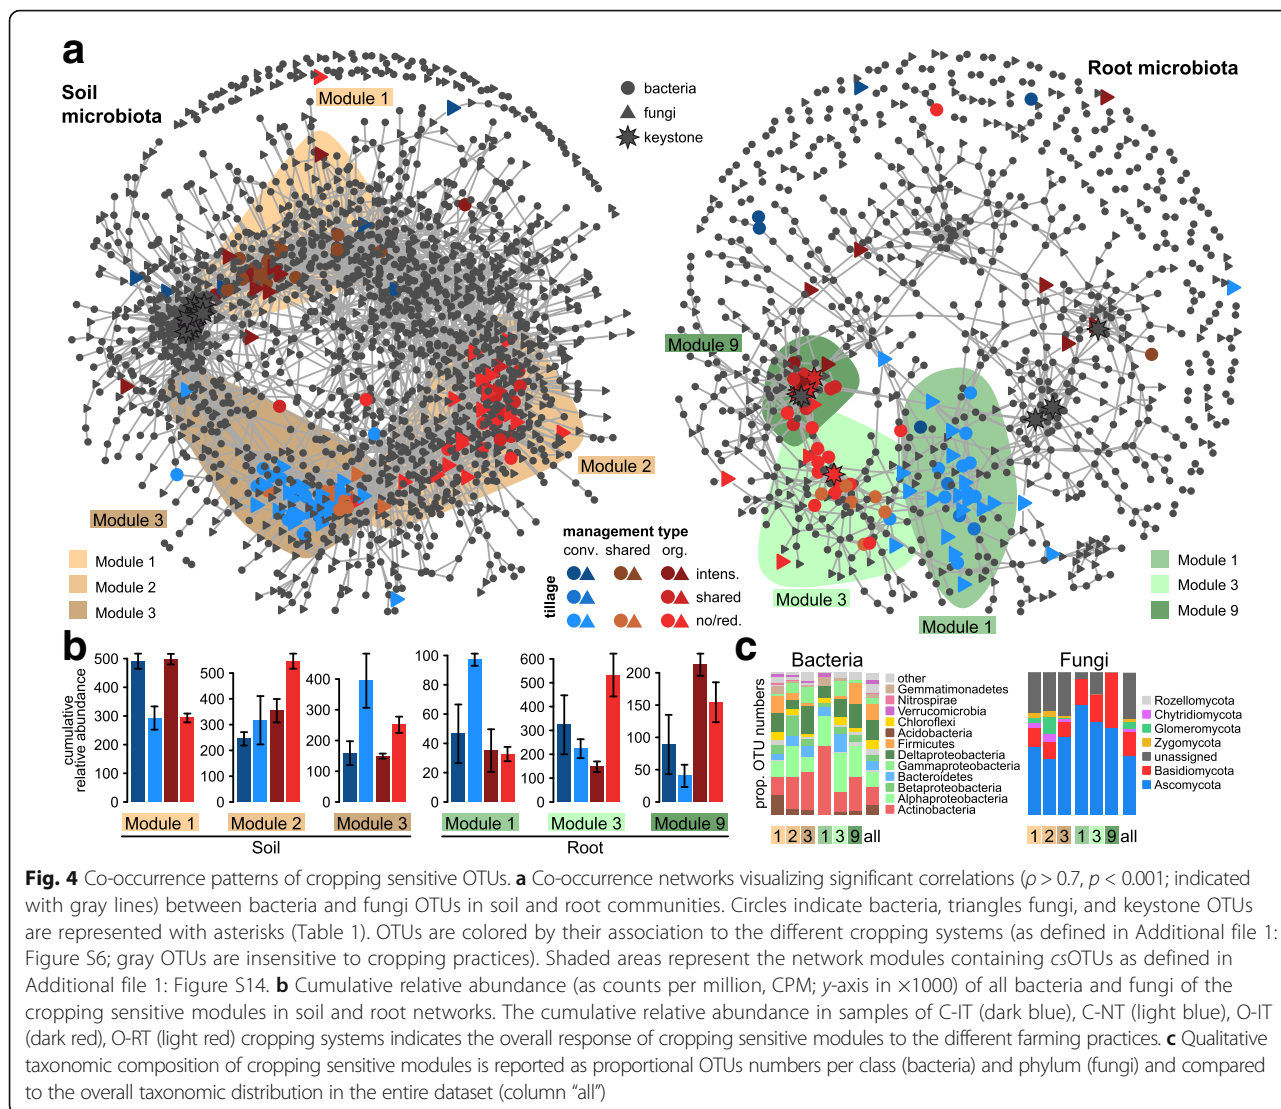 a
Soil
microbiota
Module 1
bacteria
fungi
keystone
Root microbiota
Module 9
Module 2
Module 3
Module 1
Module 2
Module 3
management type
conv. shared org.
tillage
intens.
shared
no/red.
Module 3
Module 1
Module 1
Module 3
Module 9
b
cumulative
relative abundance
500
400
300
200
100
0
500
400
300
200
100
0
400
300
200
100
0
100
80
60
40
20
0
600
500
400
300
200
100
0
200
150
100
50
0
Module 1 Module 2 Module 3 Module 1 Module 3 Module 9
Soil Root
c
Bacteria
prop. OTU numbers
other
Gemmatimonadetes
Nitrospirae
Verrucomicrobia
Chloroflexi
Acidobacteria
Firmicutes
Deltaproteobacteria
Gammaproteobacteria
Bacteroidetes
Betaproteobacteria
Alphaproteobacteria
Actinobacteria
1 2 3 1 3 9 all
Fungi
Rozellomycota
Chytridiomycota
Glomeromycota
Zygomycota
unassigned
Basidiomycota
Ascomycota
1 2 3 1 3 9 all
Fig. 4 Co-occurrence patterns of cropping sensitive OTUs. a Co-occurrence networks visualizing significant correlations (ρ > 0.7, p < 0.001; indicated
with gray lines) between bacteria and fungi OTUs in soil and root communities. Circles indicate bacteria, triangles fungi, and keystone OTUs
are represented with asterisks (Table 1). OTUs are colored by their association to the different cropping systems (as defined in Additional file 1:
Figure S6; gray OTUs are insensitive to cropping practices). Shaded areas represent the network modules containing csOTUs as defined in
Additional file 1: Figure S14. b Cumulative relative abundance (as counts per million, CPM; y-axis in ×1000) of all bacteria and fungi of the
cropping sensitive modules in soil and root networks. The cumulative relative abundance in samples of C-IT (dark blue), C-NT (light blue), O-IT
(dark red), O-RT (light red) cropping systems indicates the overall response of cropping sensitive modules to the different farming practices. c Qualitative
taxonomic composition of cropping sensitive modules is reported as proportional OTUs numbers per class (bacteria) and phylum (fungi) and compared
to the overall taxonomic distribution in the entire dataset (column “all”)